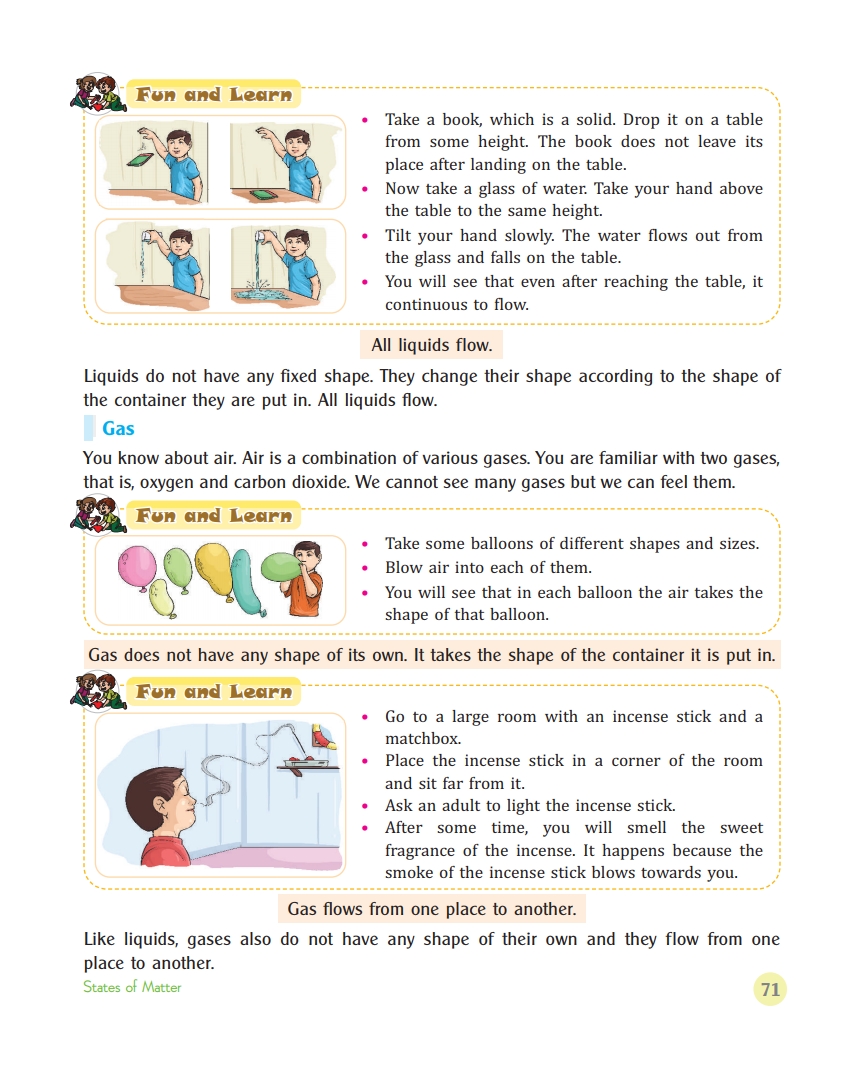 Fun and Learn
• Take a book, which is a solid. Drop it on a table
from some height. The book does not leave its
place after landing on the table.
• Now take a glass of water. Take your hand above
the table to the same height.
• Tilt your hand slowly. The water flows out from
the glass and falls on the table.
• You will see that even after reaching the table, it
continuous to flow.
All liquids flow.
Liquids do not have any fixed shape. They change their shape according to the shape of
the container they are put in. All liquids flow.
Gas
You know about air. Air is a combination of various gases. You are familiar with two gases,
that is, oxygen and carbon dioxide. We cannot see many gases but we can feel them.
Fun and Learn
• Take some balloons of different shapes and sizes.
• Blow air into each of them.
• You will see that in each balloon the air takes the
shape of that balloon.
Gas does not have any shape of its own. It takes the shape of the container it is put in.
Fun and Learn
• Go to a large room with an incense stick and a
matchbox.
• Place the incense stick in a corner of the room
and sit far from it.
• Ask an adult to light the incense stick.
• After some time, you will smell the sweet
fragrance of the incense. It happens because the
smoke of the incense stick blows towards you.
Gas flows from one place to another.
Like liquids, gases also do not have any shape of their own and they flow from one
place to another.
States of Matter
71